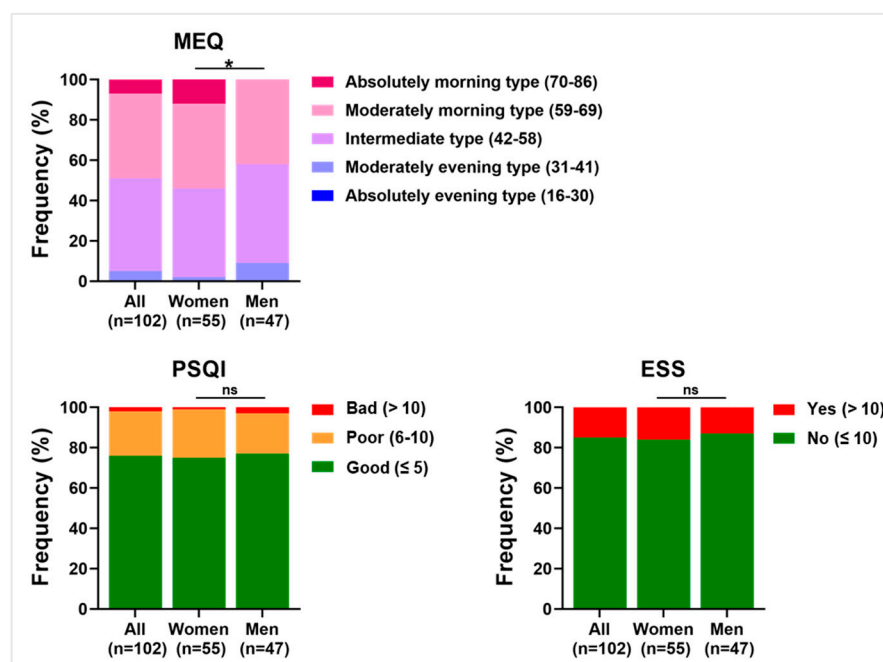 MEQ
*
Frequency (%)
100
80
60
40
20
0
All
(n=102)
Women
(n=55)
Men
(n=47)
Absolutely morning type (70-86)
Moderately morning type (59-69)
Intermediate type (42-58)
Moderately evening type (31-41)
Absolutely evening type (16-30)
PSQI
ns
Frequency (%)
100
80
60
40
20
0
All
(n=102)
Women
(n=55)
Men
(n=47)
Bad (> 10)
Poor (6-10)
Good (≤ 5)
ESS
ns
Frequency (%)
100
80
60
40
20
0
All
(n=102)
Women
(n=55)
Men
(n=47)
Yes (> 10)
No (≤ 10)